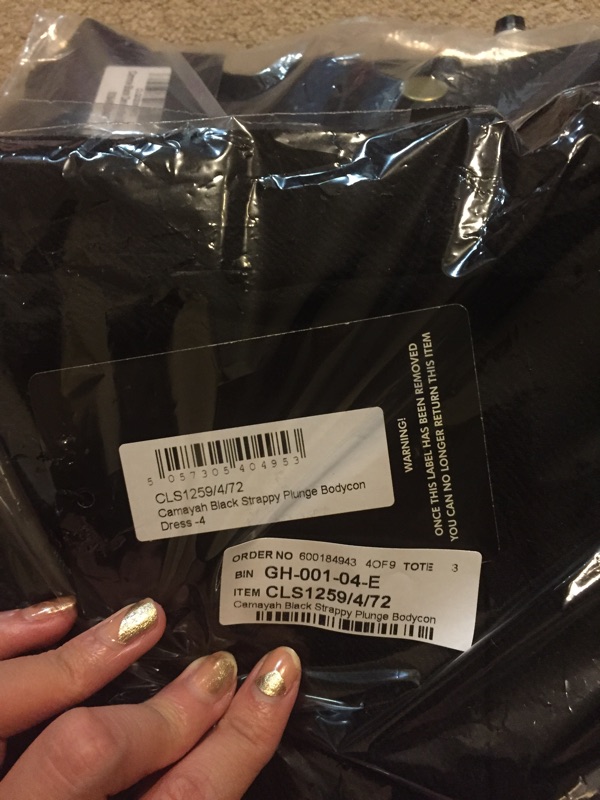 5 057305 404953
CLS1259/4/72
Camayah Black Strappy Plunge Bodycon
Dress -4
WARNING!
ONCE THIS LABEL HAS BEEN REMOVED
YOU CAN NO LONGER RETURN THIS ITEM
ORDER NO 600184943 4OF9 TOTE 3
BIN GH-001-04-E
ITEM CLS1259/4/72
Camayah Black Strappy Plunge Bodycon